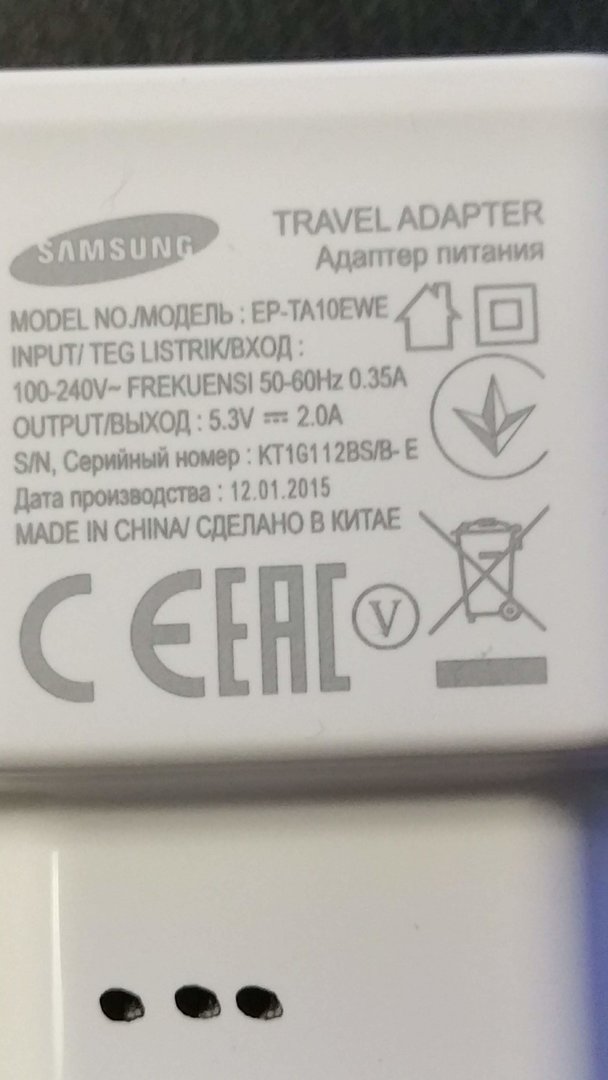 SAMSUNG
TRAVEL ADAPTER
Адаптер питания
MODEL NO./МОДЕЛЬ : EP-TA10EWE
INPUT/ TEG LISTRIK/ВХОД :
100-240V~ FREKUENSI 50-60Hz 0.35A
OUTPUT/ВЫХОД : 5.3V ⎓ 2.0A
S/N, Серийный номер : KT1G112BS/B- E
Дата производства : 12.01.2015
MADE IN CHINA/ СДЕЛАНО В КИТАЕ
CE EAC V